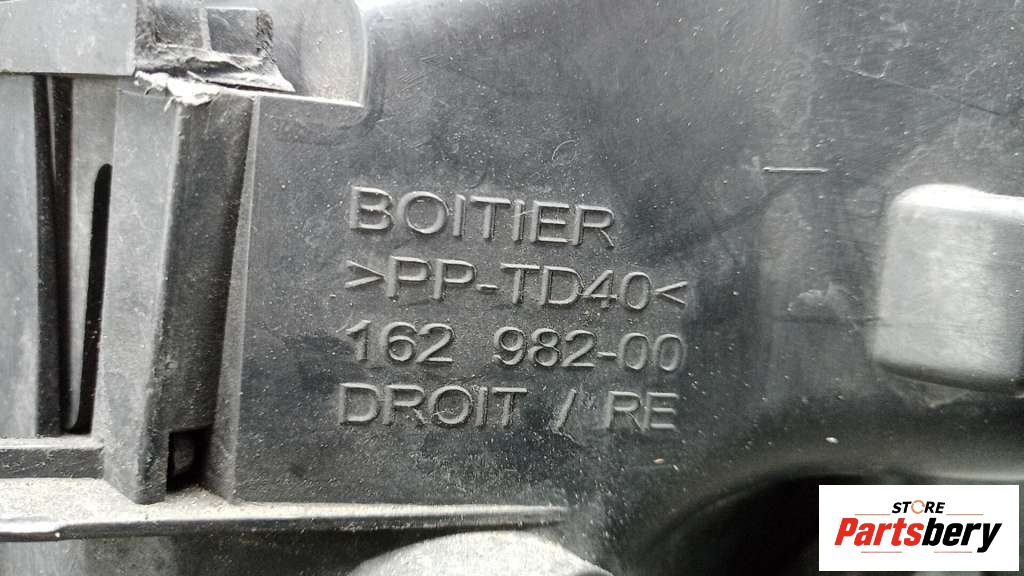 BOITIER
>PP-TD40<
162 982-00
DROIT / RE
STORE
Partsbery